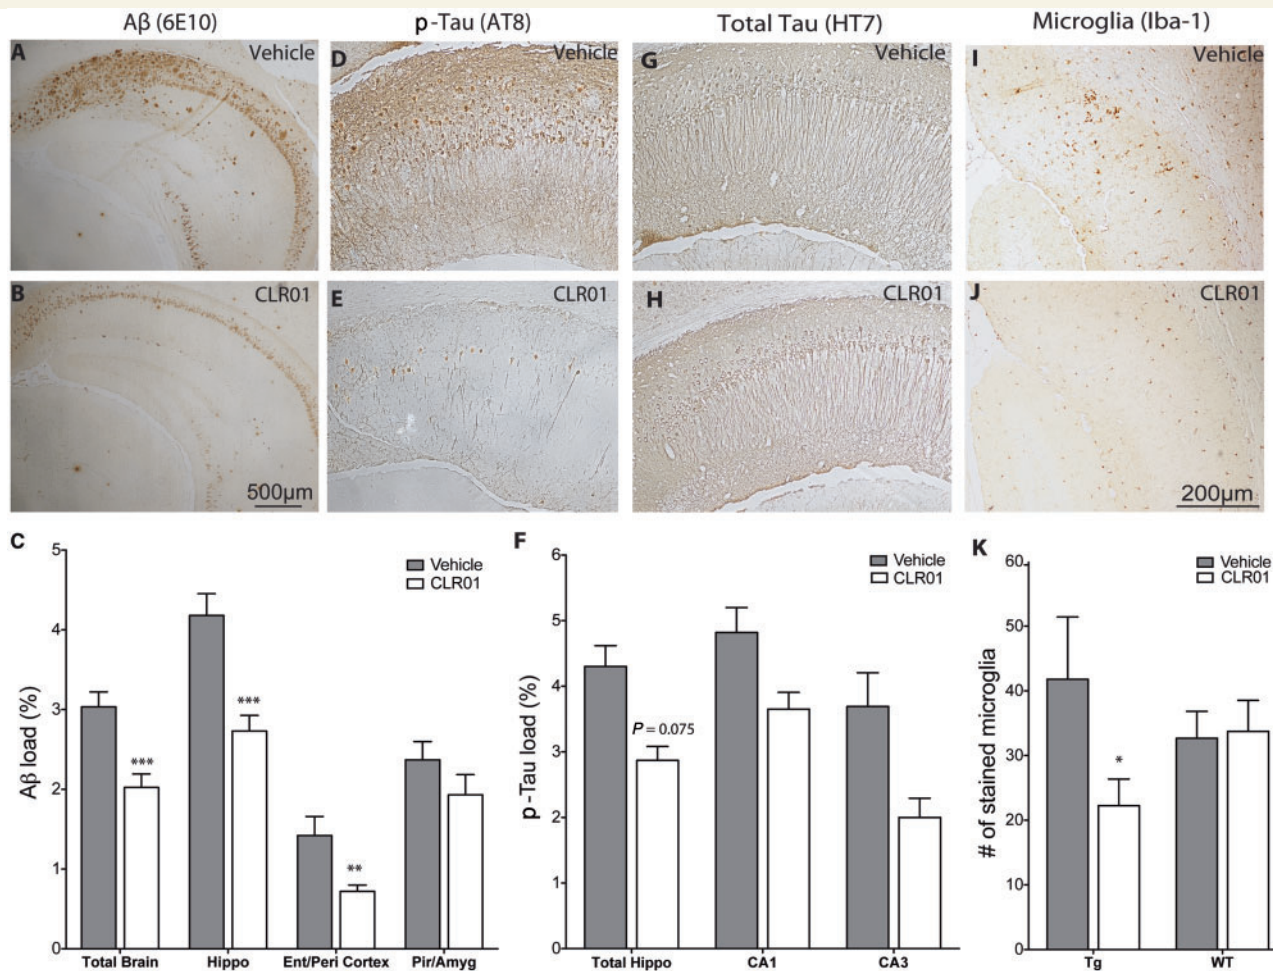 Aβ (6E10)
p-Tau (AT8)
Total Tau (HT7)
Microglia (Iba-1)
A
Vehicle
D
Vehicle
G
Vehicle
I
Vehicle
B
CLR01
E
CLR01
H
CLR01
J
CLR01
500μm
200μm
C
Aβ load (%)
5
4
3
2
1
0
Vehicle
CLR01
***
***
**
Total Brain
Hippo
Ent/Peri Cortex
Pir/Amyg
F
p-Tau load (%)
6
5
4
3
2
1
0
Vehicle
CLR01
P = 0.075
Total Hippo
CA1
CA3
K
# of stained microglia
60
50
40
30
20
10
0
Vehicle
CLR01
*
Tg
WT